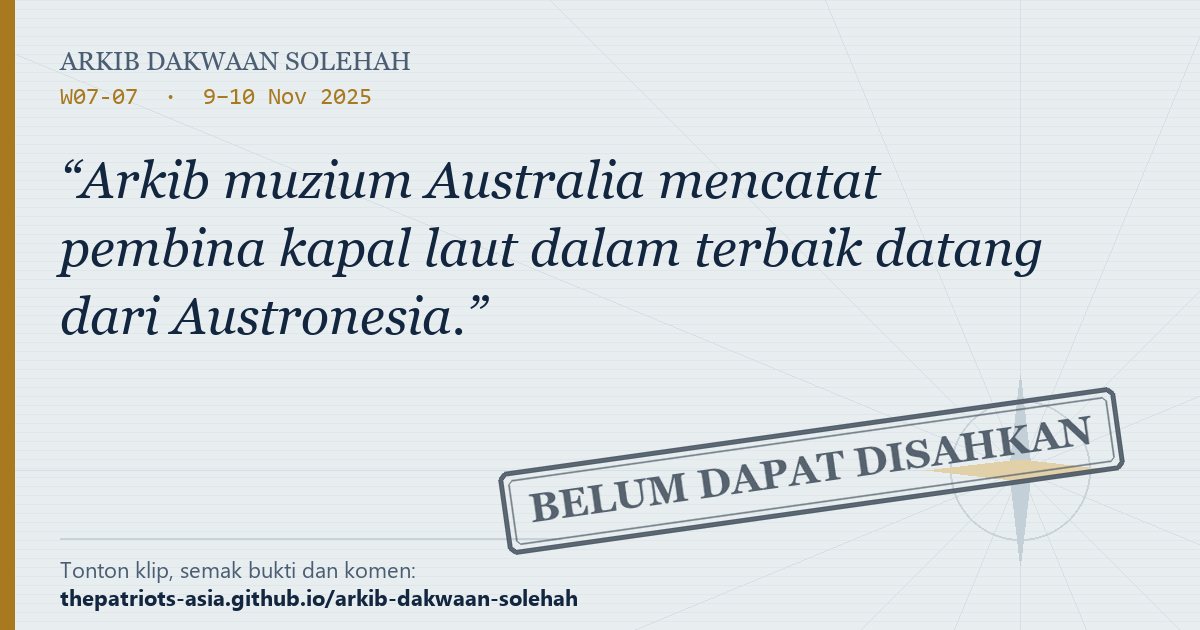 ARKIB DAKWAAN SOLEHAH
W07-07 · 9–10 Nov 2025
“Arkib muzium Australia mencatat
pembina kapal laut dalam terbaik datang
dari Austronesia.”
BELUM DAPAT DISAHKAN
Tonton klip, semak bukti dan komen:
thepatriots-asia.github.io/arkib-dakwaan-solehah